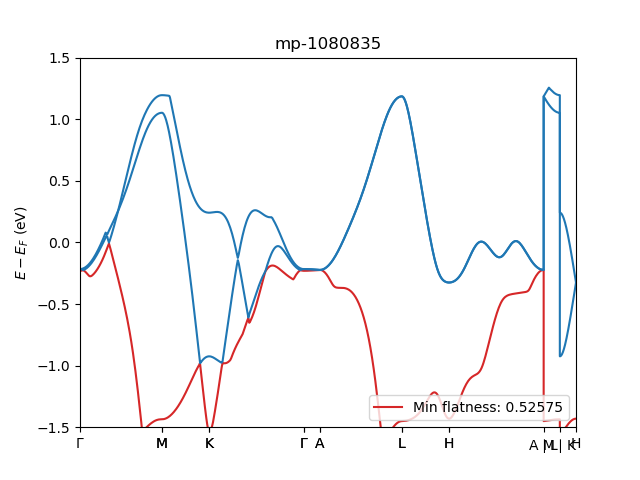 mp-1080835
1.5
1.0
0.5
0.0
−0.5
−1.0
−1.5
E − E_F (eV)
Min flatness: 0.52575
Γ M K Γ A L H A | L | H
M K